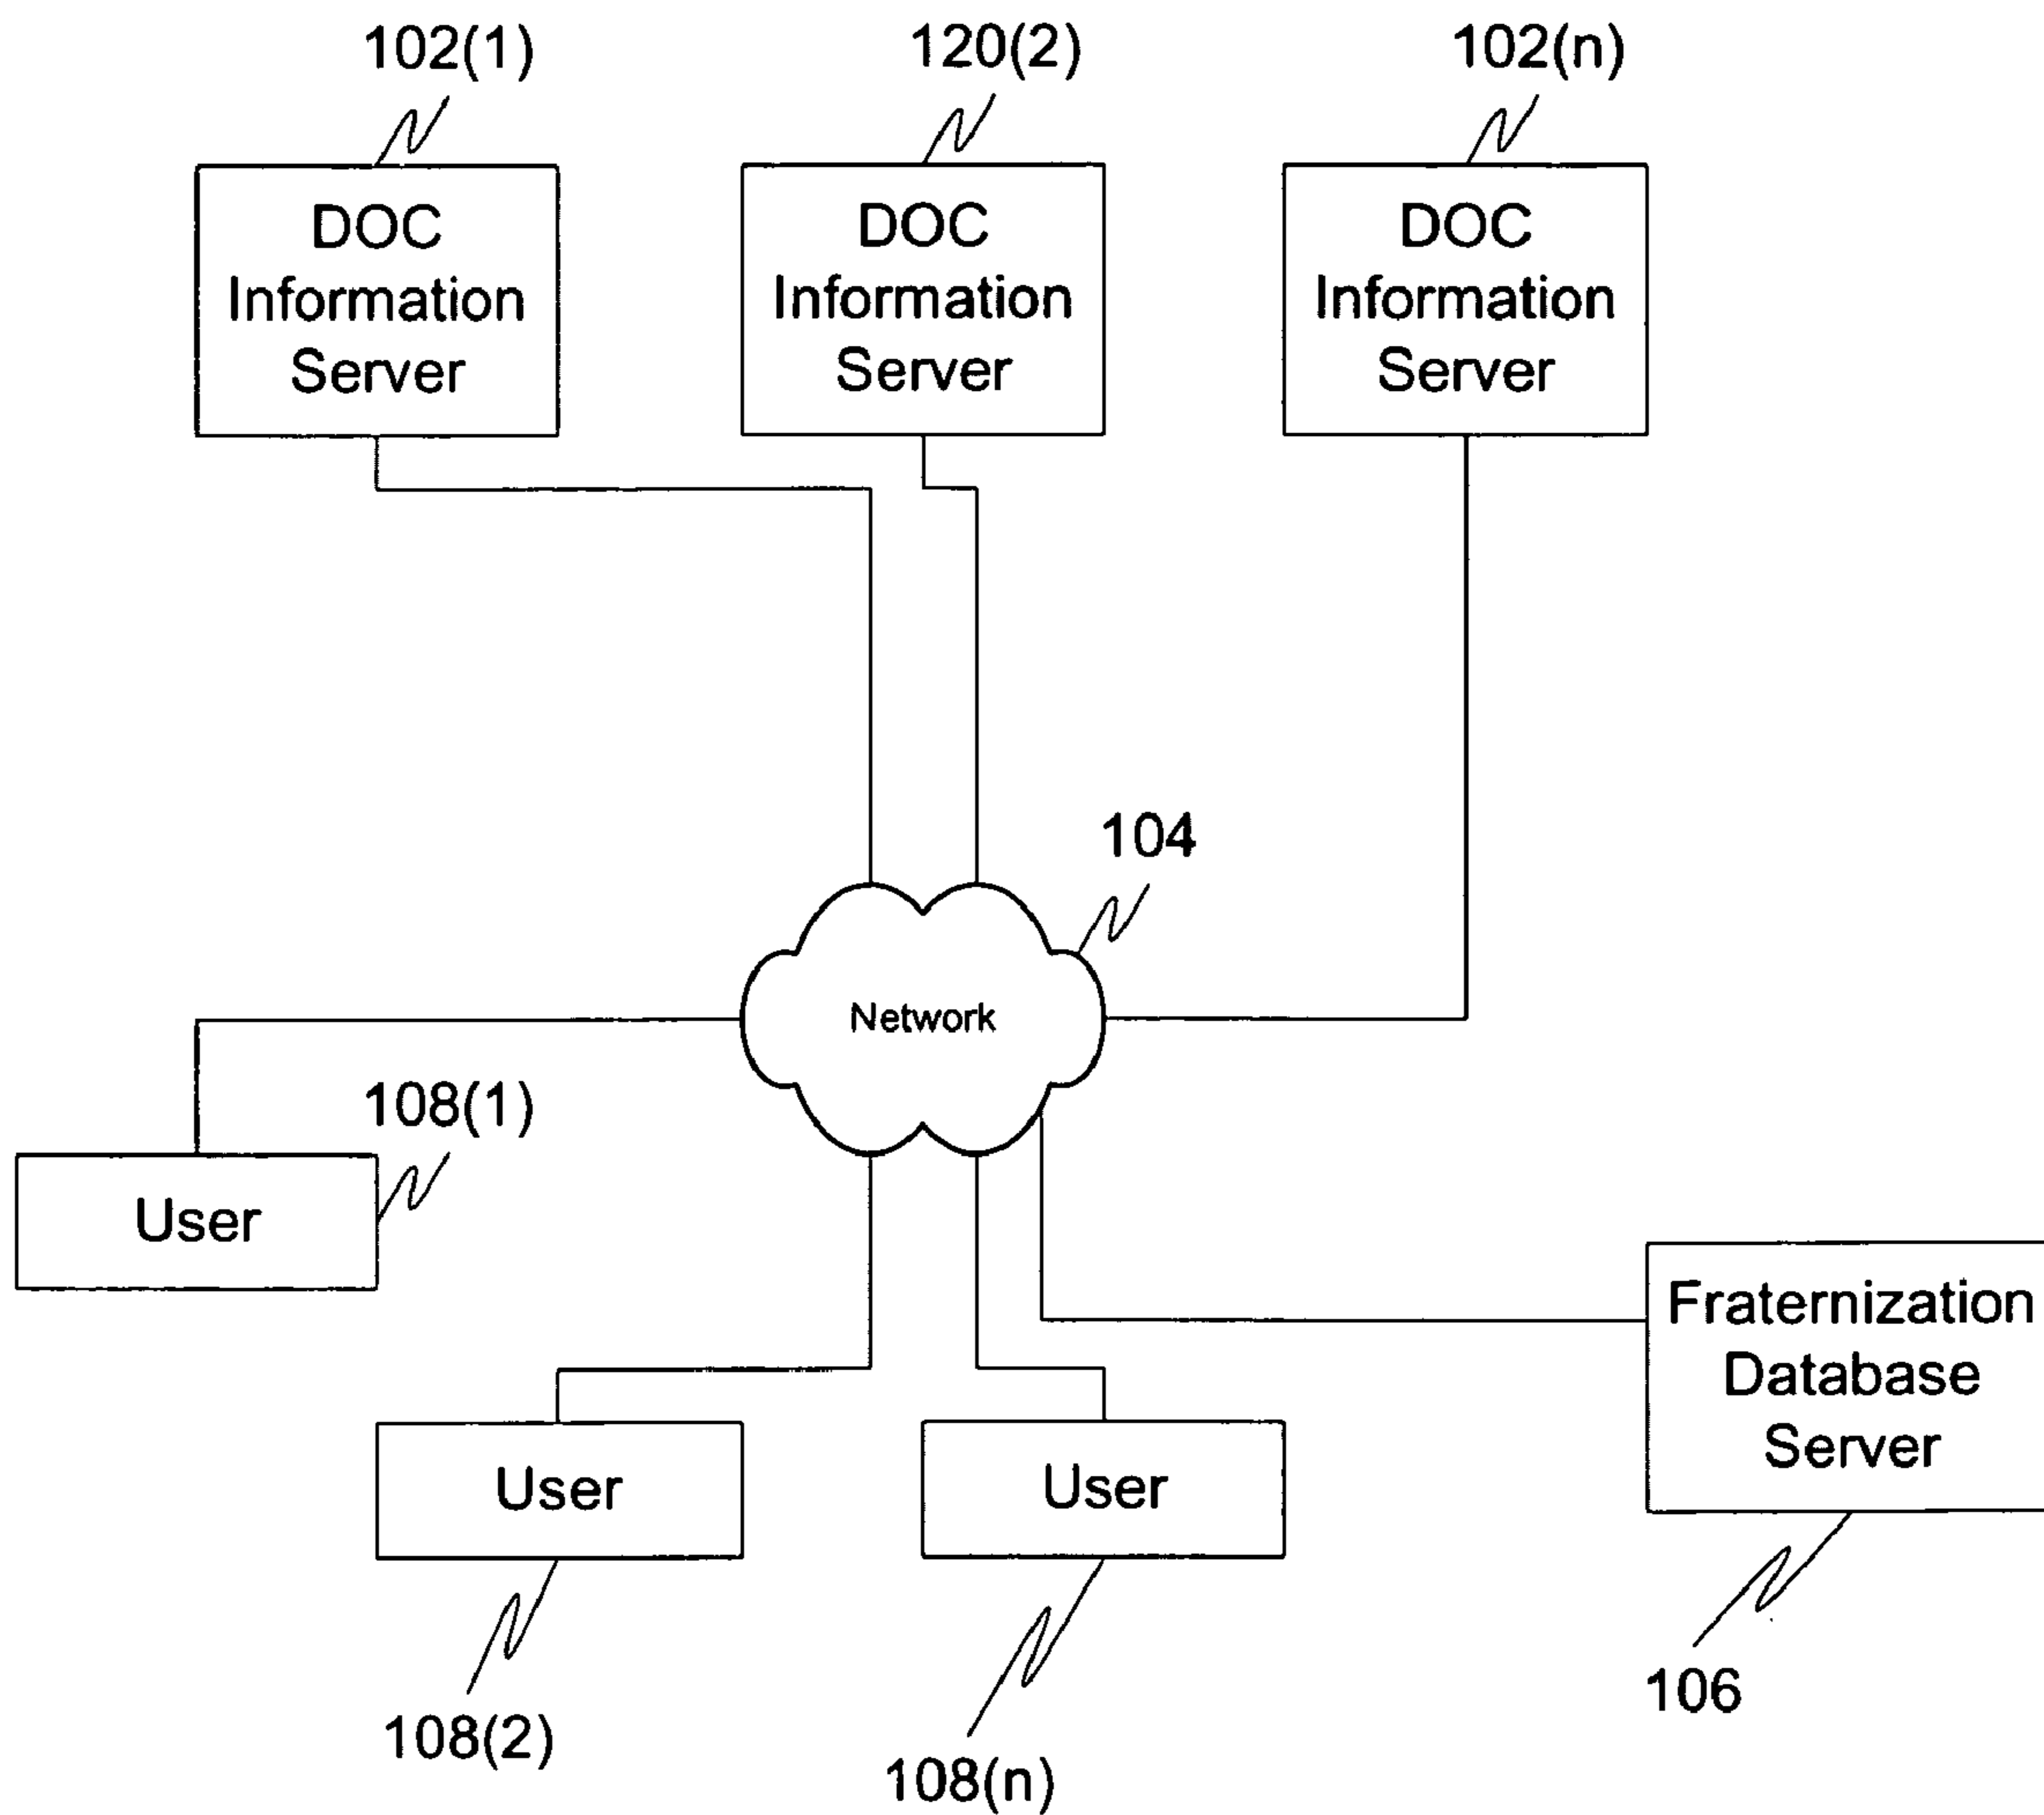 102(1)
120(2)
102(n)
DOC
Information
Server
DOC
Information
Server
DOC
Information
Server
104
Network
108(1)
User
Fraternization
Database
Server
User
User
106
108(2)
108(n)